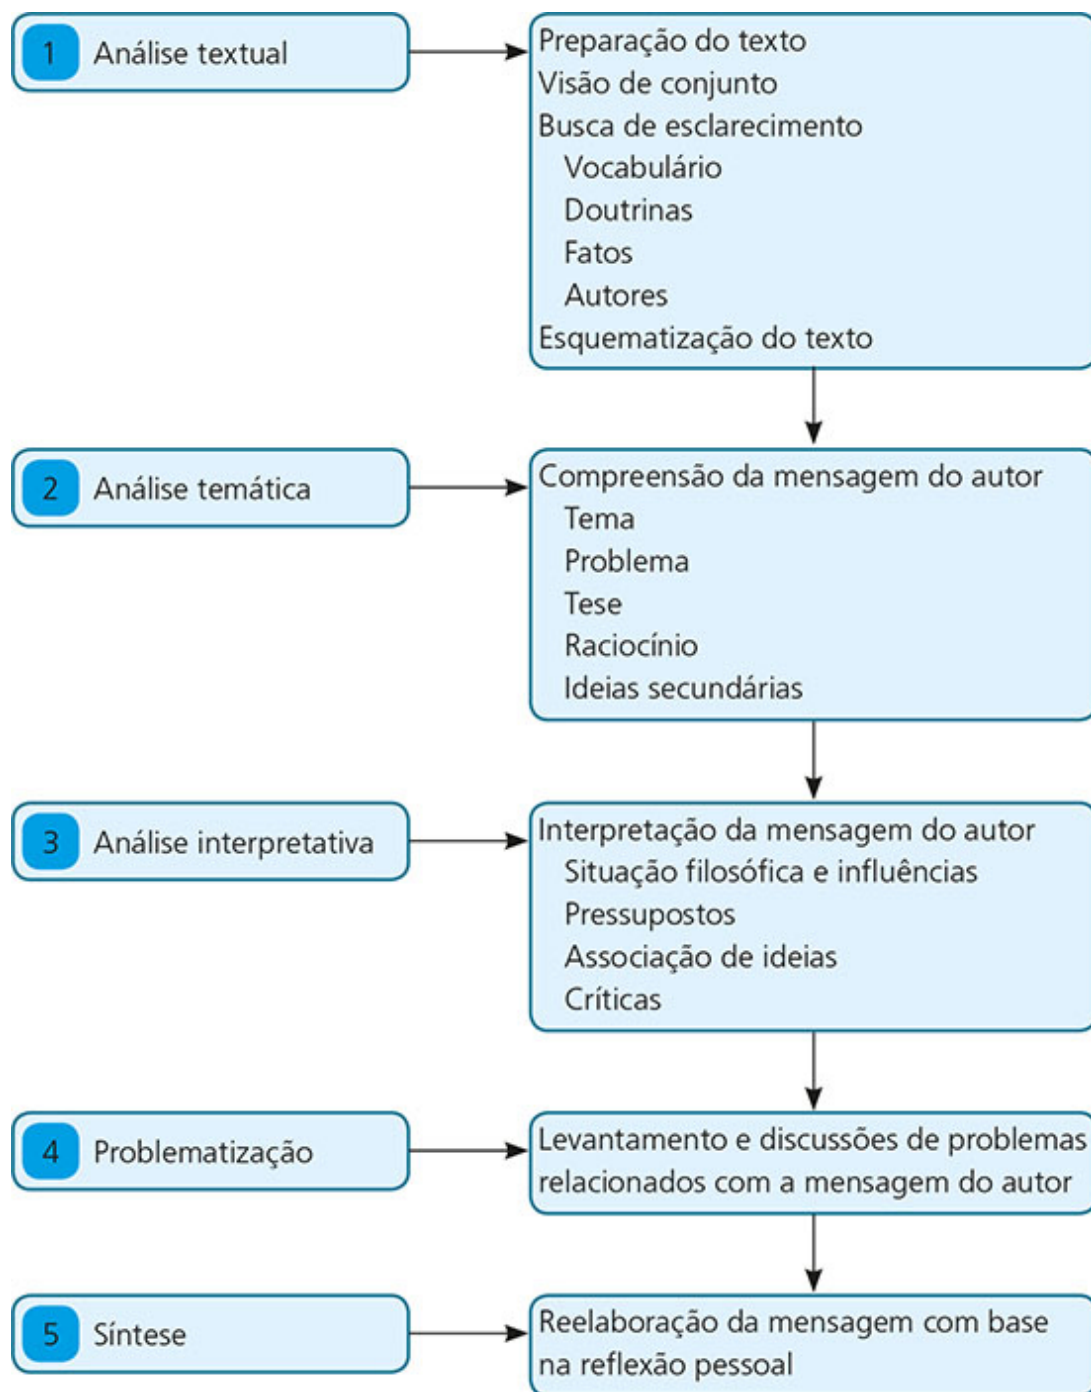 1 Análise textual
Preparação do texto
Visão de conjunto
Busca de esclarecimento
Vocabulário
Doutrinas
Fatos
Autores
Esquematização do texto
2 Análise temática
Compreensão da mensagem do autor
Tema
Problema
Tese
Raciocínio
Ideias secundárias
3 Análise interpretativa
Interpretação da mensagem do autor
Situação filosófica e influências
Pressupostos
Associação de ideias
Críticas
4 Problematização
Levantamento e discussões de problemas
relacionados com a mensagem do autor
5 Síntese
Reelaboração da mensagem com base
na reflexão pessoal